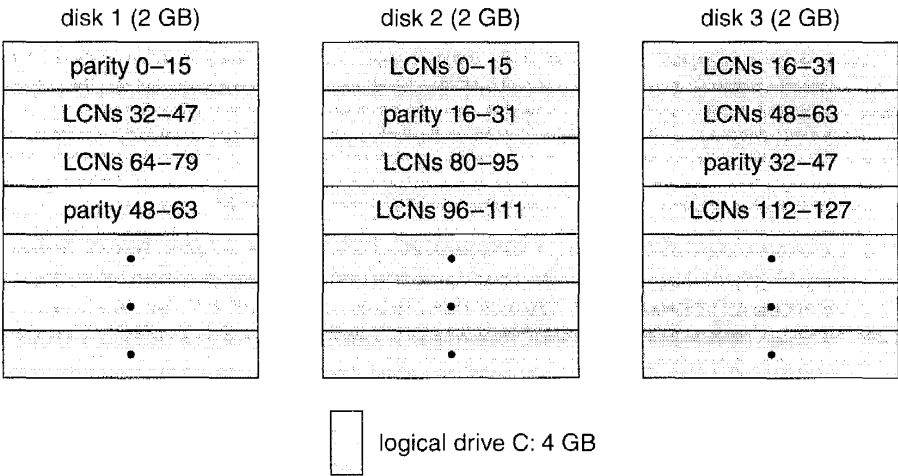 disk 1 (2 GB) disk 2 (2 GB) disk 3 (2 GB)
parity 0–15 LCNs 0–15 LCNs 16–31
LCNs 32–47 parity 16–31 LCNs 48–63
LCNs 64–79 LCNs 80–95 parity 32–47
parity 48–63 LCNs 96–111 LCNs 112–127
logical drive C: 4 GB